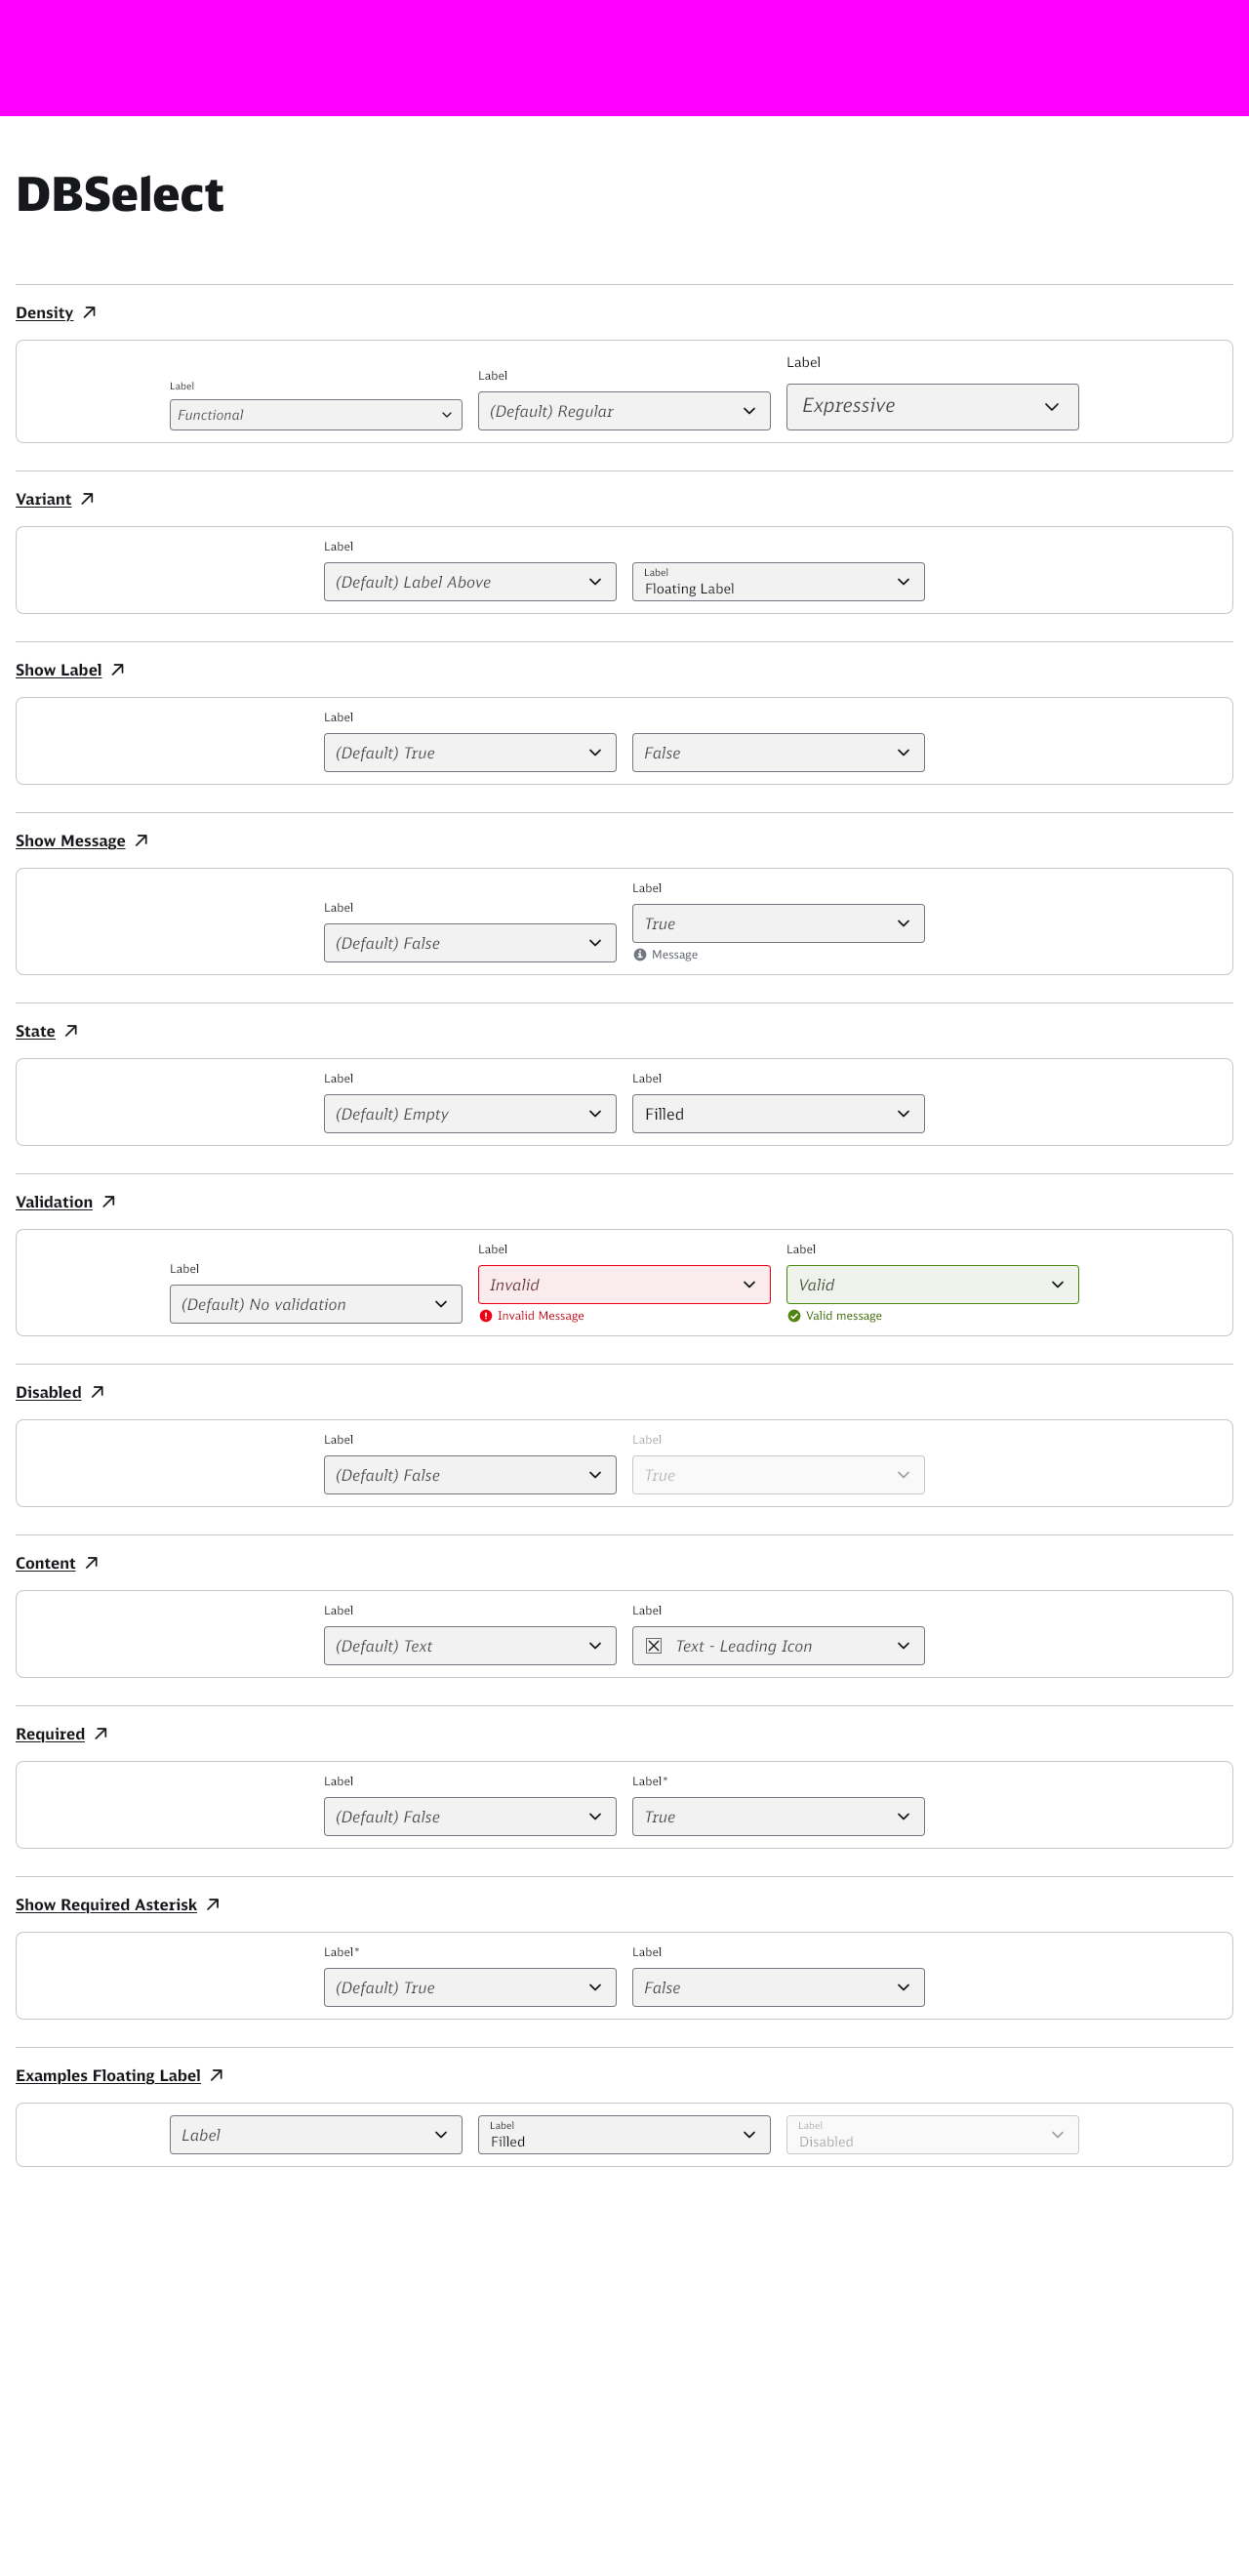 DBSelect
Density
Label
Functional
Label
(Default) Regular
Label
Expressive
Variant
Label
(Default) Label Above
Label
Floating Label
Show Label
Label
(Default) True
False
Show Message
Label
(Default) False
Label
True
Message
State
Label
(Default) Empty
Label
Filled
Validation
Label
(Default) No validation
Label
Invalid
Invalid Message
Label
Valid
Valid message
Disabled
Label
(Default) False
Label
True
Content
Label
(Default) Text
Label
Text - Leading Icon
Required
Label
(Default) False
Label*
True
Show Required Asterisk
Label*
(Default) True
Label
False
Examples Floating Label
Label
Label
Filled
Label
Disabled